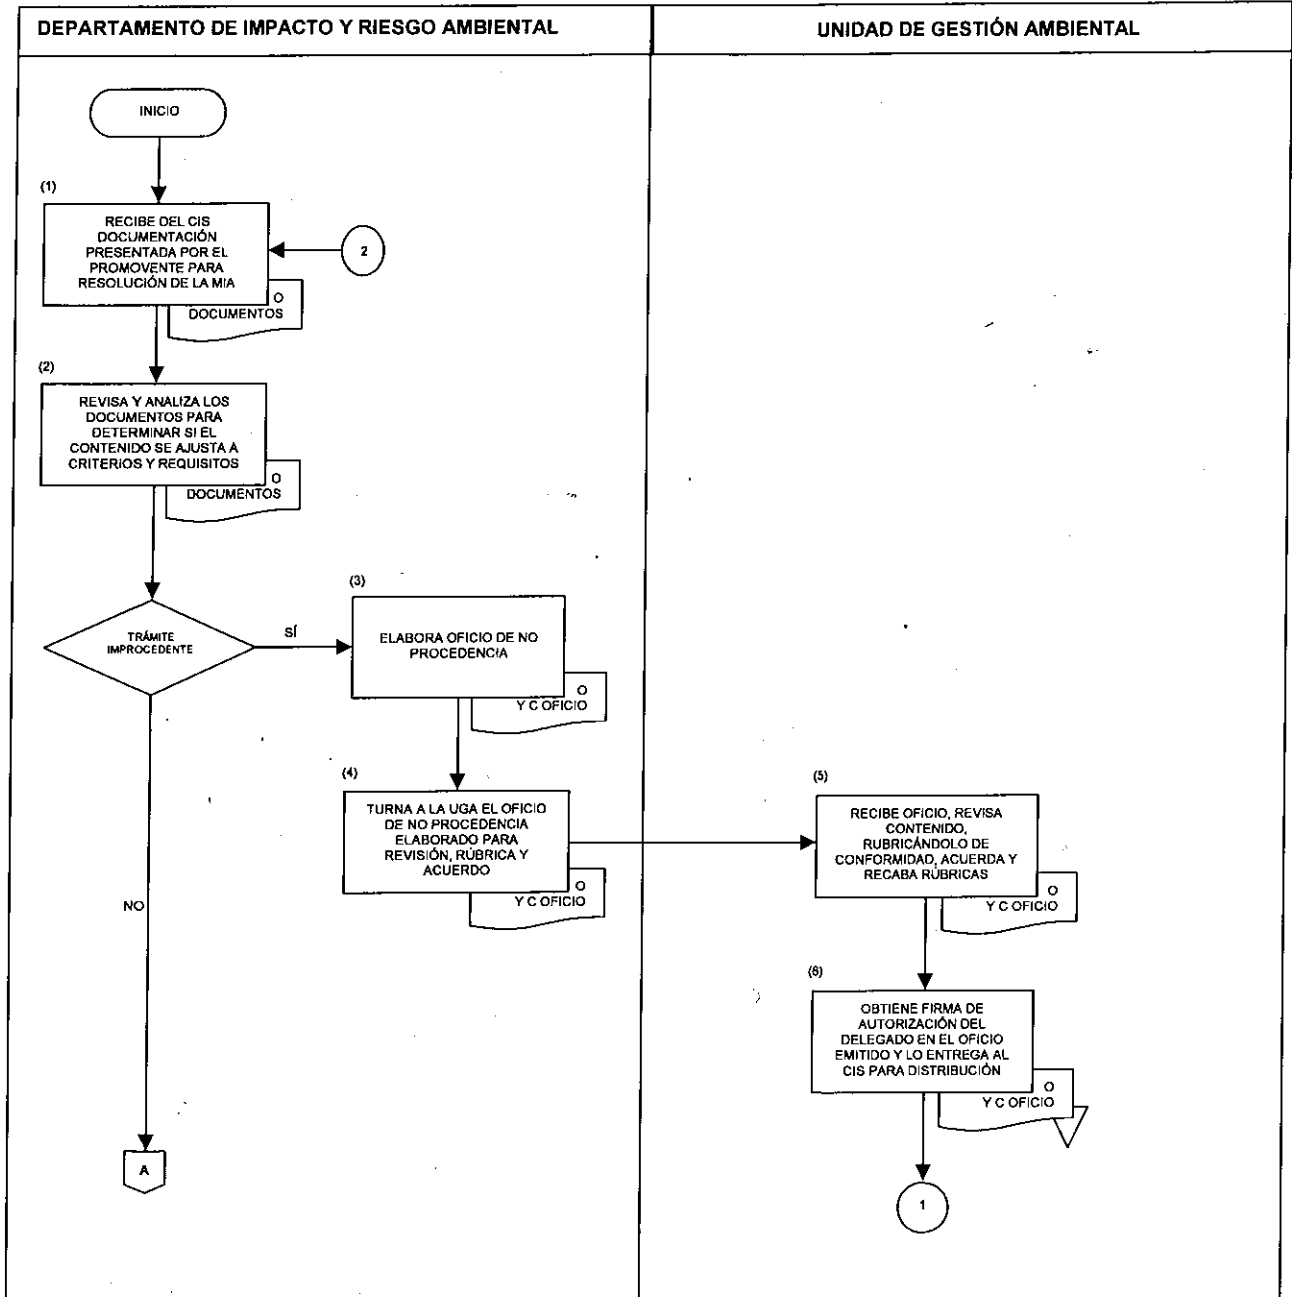 DEPARTAMENTO DE IMPACTO Y RIESGO AMBIENTAL
UNIDAD DE GESTIÓN AMBIENTAL
INICIO
(1)
RECIBE DEL CIS
DOCUMENTACIÓN
PRESENTADA POR EL
PROMOVENTE PARA
RESOLUCIÓN DE LA MIA
2
O
DOCUMENTOS
(2)
REVISA Y ANALIZA LOS
DOCUMENTOS PARA
DETERMINAR SI EL
CONTENIDO SE AJUSTA A
CRITERIOS Y REQUISITOS
O
DOCUMENTOS
TRÁMITE
IMPROCEDENTE
SÍ
(3)
ELABORA OFICIO DE NO
PROCEDENCIA
O
Y C OFICIO
(4)
TURNA A LA UGA EL OFICIO
DE NO PROCEDENCIA
ELABORADO PARA
REVISIÓN, RÚBRICA Y
ACUERDO
O
Y C OFICIO
(5)
RECIBE OFICIO, REVISA
CONTENIDO,
RUBRICÁNDOLO DE
CONFORMIDAD, ACUERDA Y
RECABA RÚBRICAS
O
Y C OFICIO
(6)
OBTIENE FIRMA DE
AUTORIZACIÓN DEL
DELEGADO EN EL OFICIO
EMITIDO Y LO ENTREGA AL
CIS PARA DISTRIBUCIÓN
O
Y C OFICIO
1
NO
A